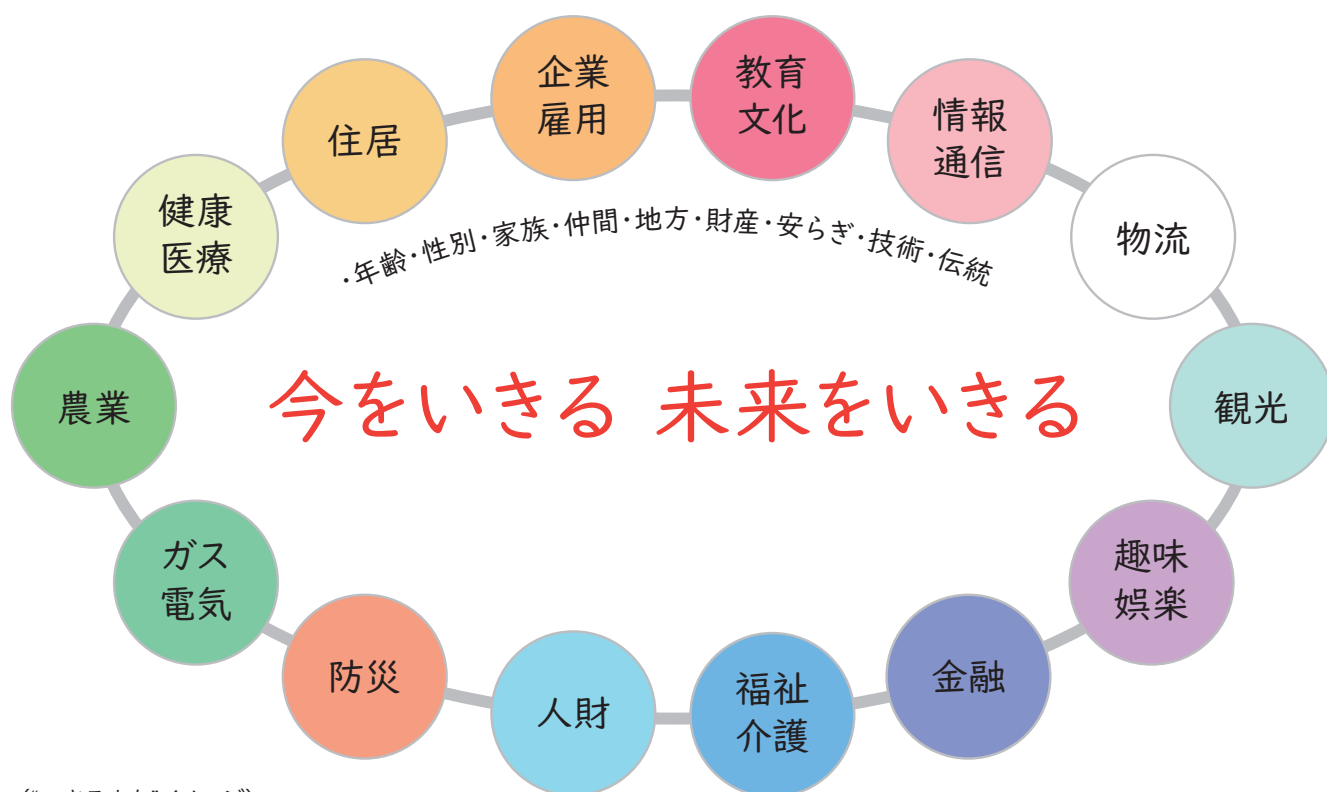 企業
雇用
教育
文化
情報
通信
住居
物流
健康
医療
・年齢・性別・家族・仲間・地方・財産・安らぎ・技術・伝統
農業
今をいきる 未来をいきる
観光
ガス
電気
趣味
娯楽
防災
人財
福祉
介護
金融